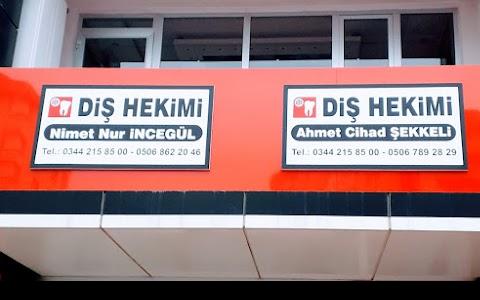 DİŞ HEKİMİ
Nimet Nur İNCEGÜL
Tel.: 0344 215 85 00 - 0506 862 20 46
DİŞ HEKİMİ
Ahmet Cihad ŞEKKELİ
Tel.: 0344 215 85 00 - 0506 789 28 29